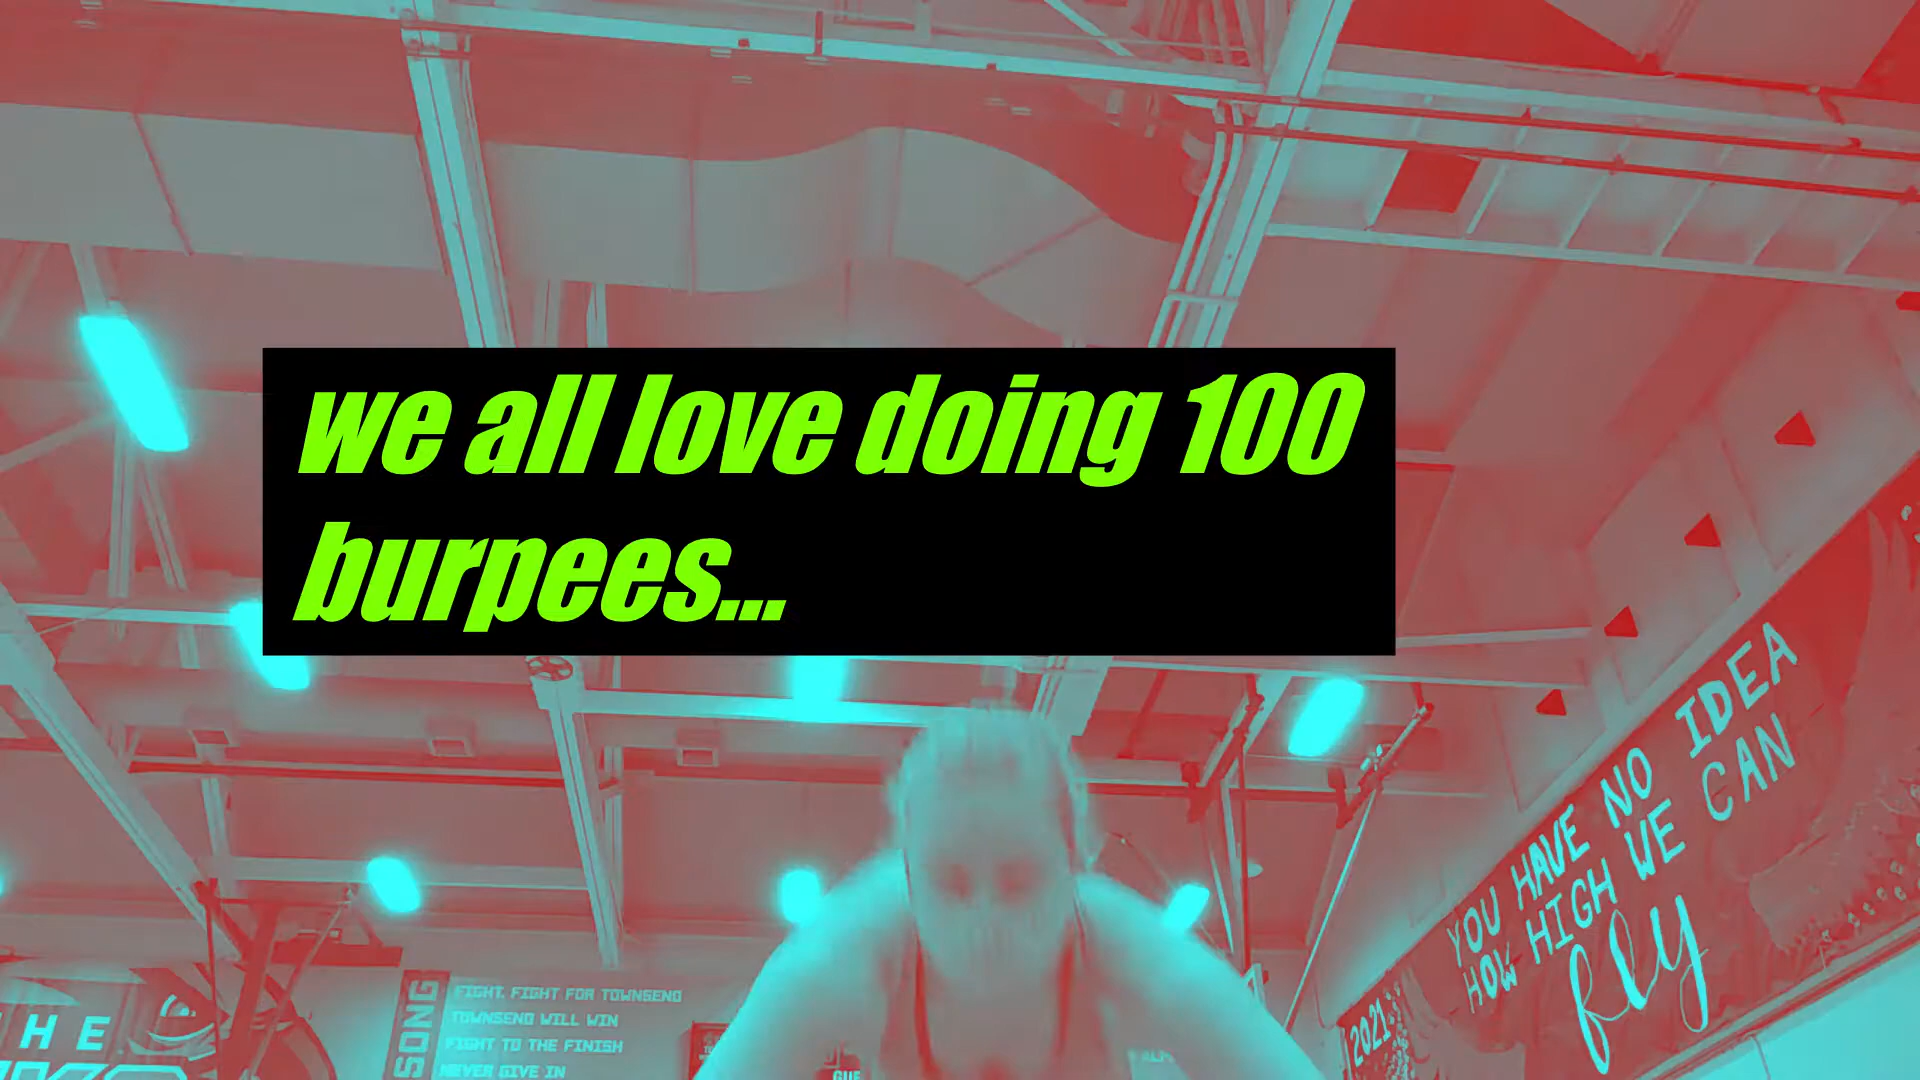 we all love doing 100
burpees...
YOU HAVE NO IDEA
HOW HIGH WE CAN
fly
2021
THE
SONG
FIGHT, FIGHT FOR TOWNSEND
TOWNSEND WILL WIN
FIGHT TO THE FINISH
NEVER GIVE IN